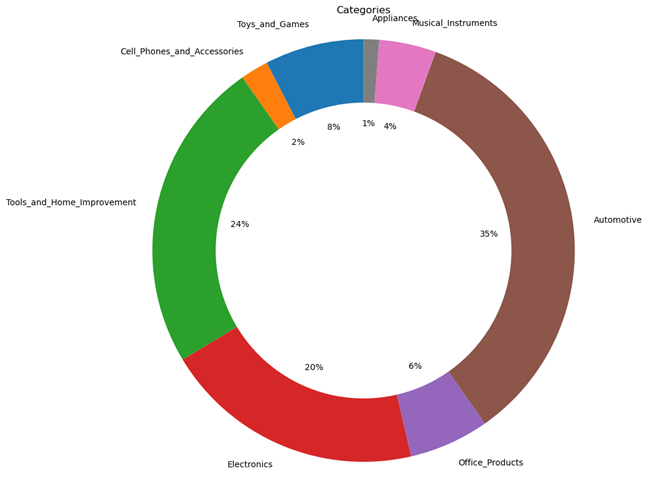 Categories
Appliances
Musical_Instruments
Toys_and_Games
Cell_Phones_and_Accessories
1%
4%
8%
2%
Tools_and_Home_Improvement
24%
35%
Automotive
20%
6%
Electronics
Office_Products